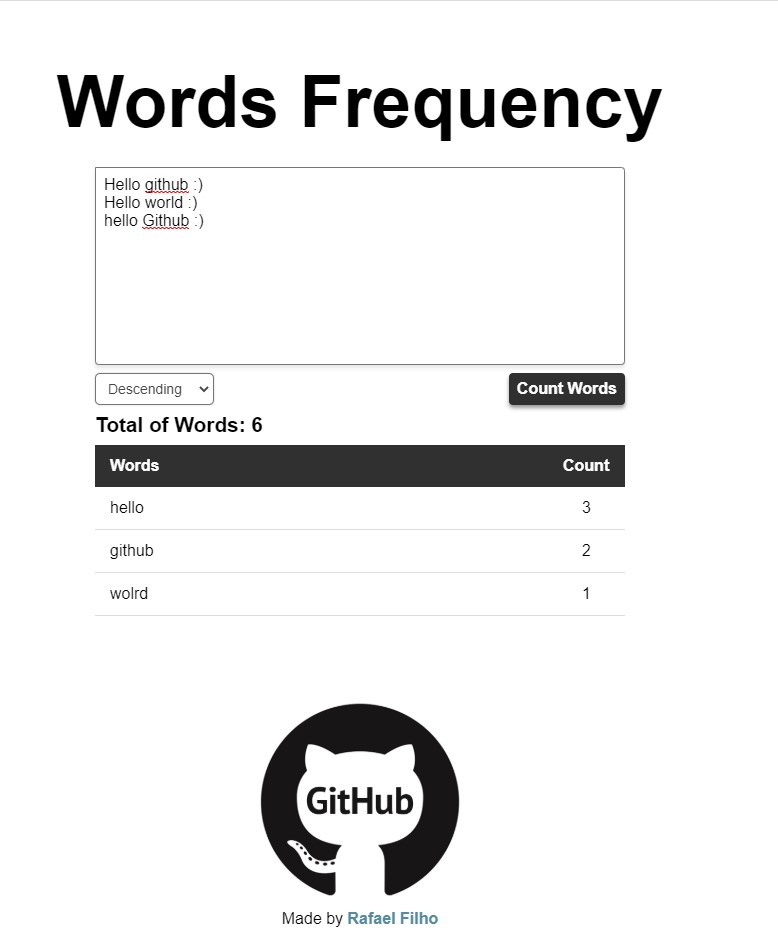 Words Frequency
Hello github :)
Hello world :)
hello Github :)
Descending
Count Words
Total of Words: 6
Words Count
hello 3
github 2
wolrd 1
GitHub
Made by Rafael Filho